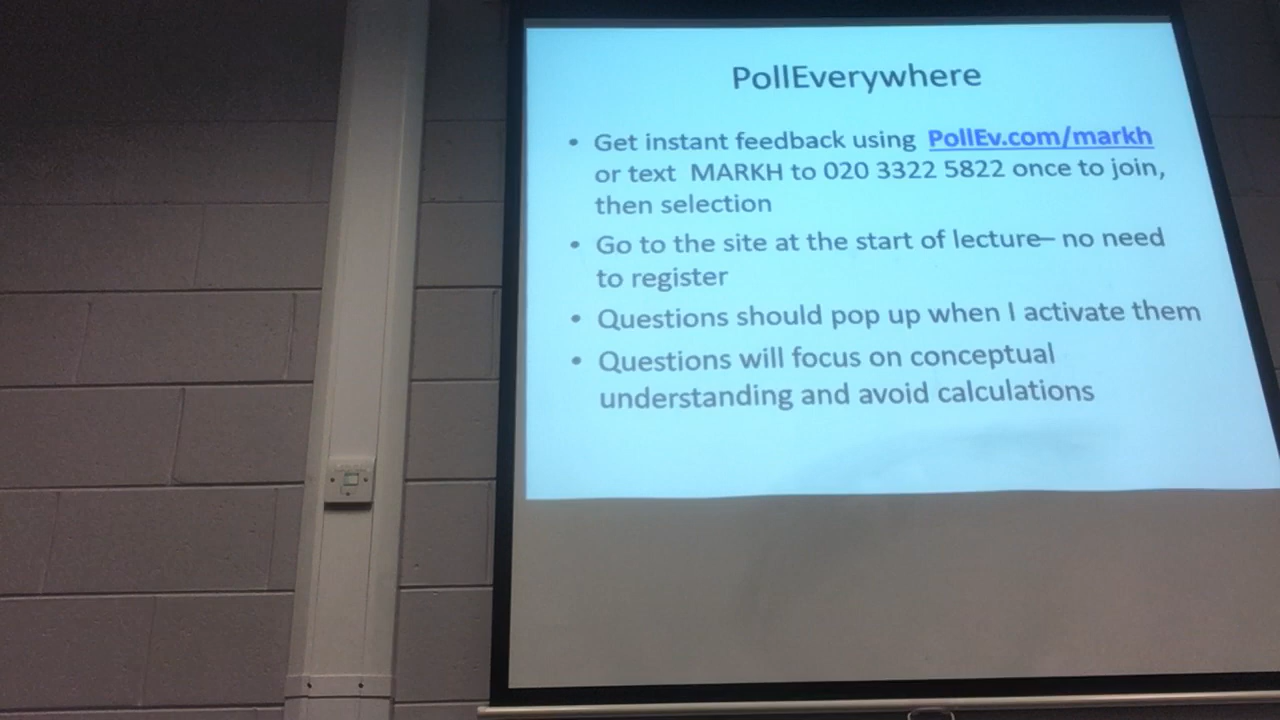 PollEverywhere
• Get instant feedback using PollEv.com/markh
or text MARKH to 020 3322 5822 once to join,
then selection
• Go to the site at the start of lecture– no need
to register
• Questions should pop up when I activate them
• Questions will focus on conceptual
understanding and avoid calculations